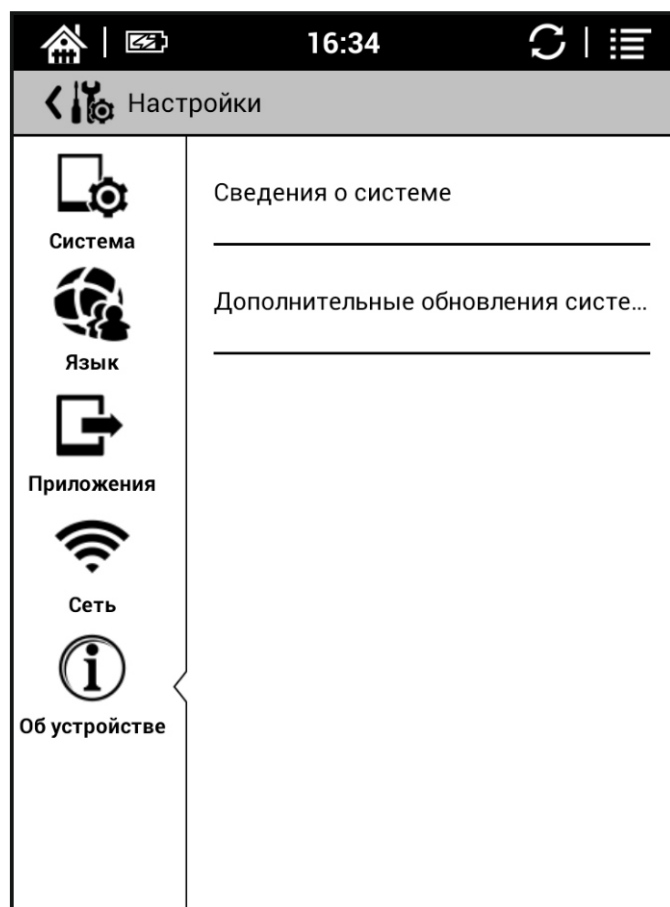 16:34
Настройки
Система
Язык
Приложения
Сеть
Об устройстве
Сведения о системе
Дополнительные обновления систе...